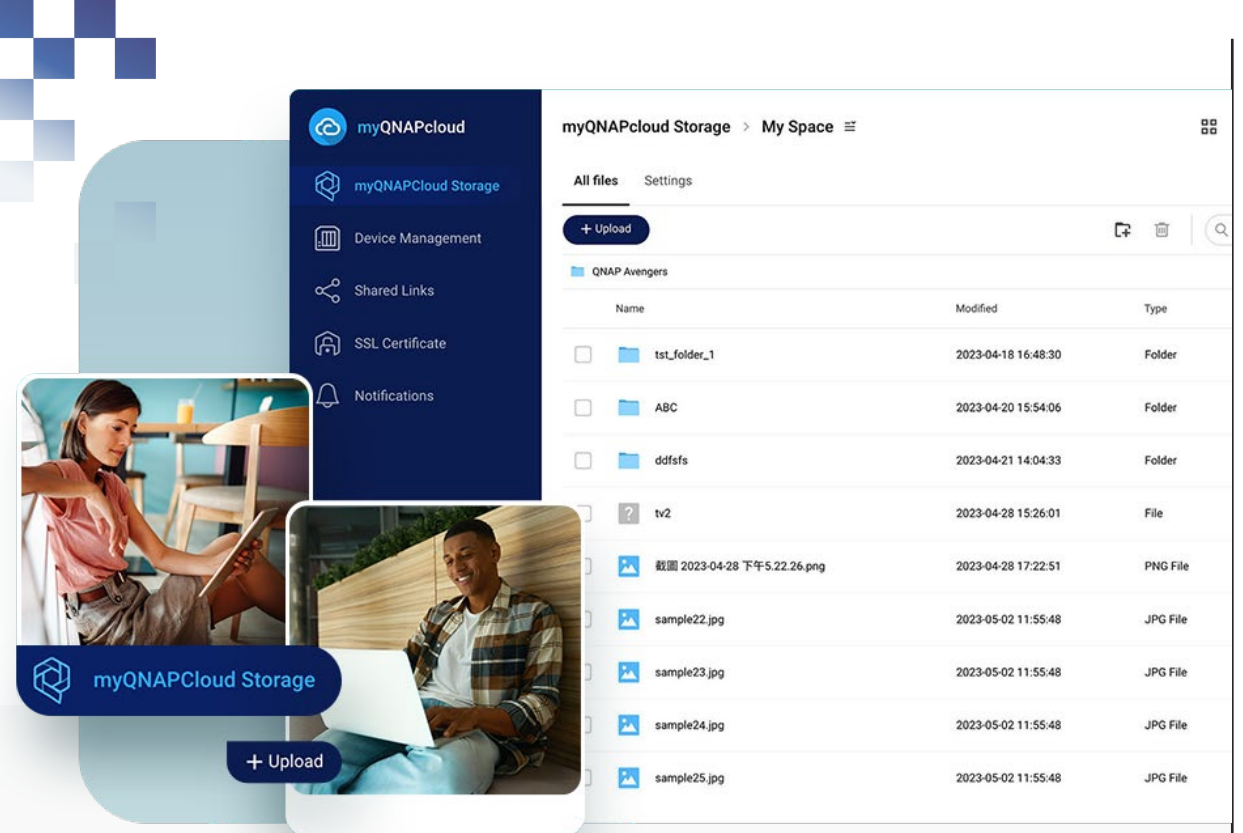 myQNAPcloud
myQNAPCloud Storage
Device Management
Shared Links
SSL Certificate
Notifications
myQNAPcloud Storage > My Space
All files Settings
+ Upload
QNAP Avengers
Name Modified Type
tst_folder_1 2023-04-18 16:48:30 Folder
ABC 2023-04-20 15:54:06 Folder
ddfsfs 2023-04-21 14:04:33 Folder
? tv2 2023-04-28 15:26:01 File
截圖 2023-04-28 下午5.22.26.png 2023-04-28 17:22:51 PNG File
sample22.jpg 2023-05-02 11:55:48 JPG File
sample23.jpg 2023-05-02 11:55:48 JPG File
sample24.jpg 2023-05-02 11:55:48 JPG File
sample25.jpg 2023-05-02 11:55:48 JPG File
myQNAPCloud Storage
+ Upload